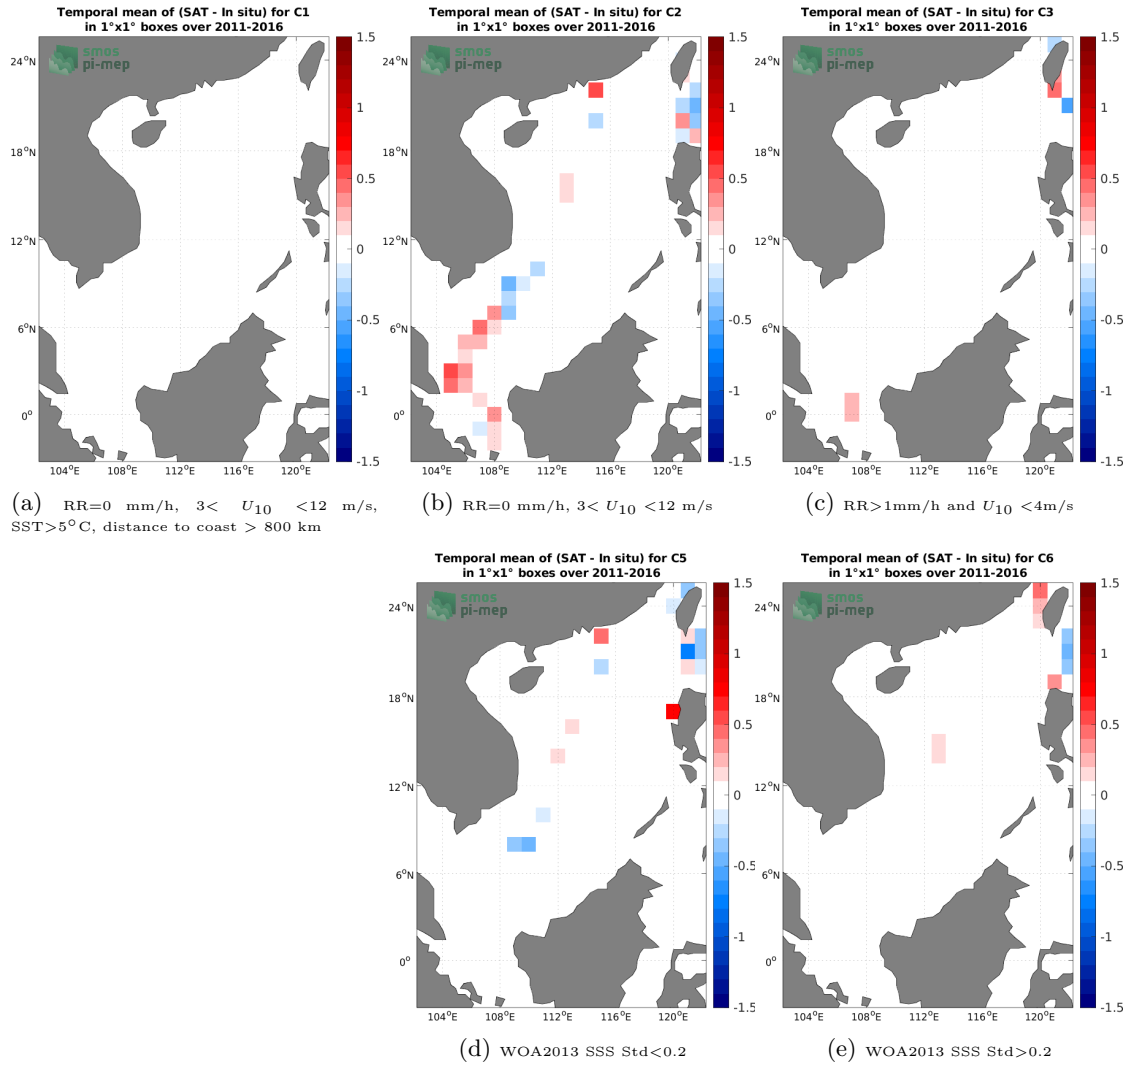 Temporal mean of (SAT - In situ) for C1
in 1°x1° boxes over 2011-2016
smos
pi-mep
24°N
18°N
12°N
6°N
0°
104°E 108°E 112°E 116°E 120°E
1.5
1
0.5
0
-0.5
-1
-1.5
(a) RR=0 mm/h, 3< U10 <12 m/s,
SST>5°C, distance to coast > 800 km
Temporal mean of (SAT - In situ) for C2
in 1°x1° boxes over 2011-2016
smos
pi-mep
24°N
18°N
12°N
6°N
0°
104°E 108°E 112°E 116°E 120°E
1.5
1
0.5
0
-0.5
-1
-1.5
(b) RR=0 mm/h, 3< U10 <12 m/s
Temporal mean of (SAT - In situ) for C3
in 1°x1° boxes over 2011-2016
smos
pi-mep
24°N
18°N
12°N
6°N
0°
104°E 108°E 112°E 116°E 120°E
1.5
1
0.5
0
-0.5
-1
-1.5
(c) RR>1mm/h and U10 <4m/s
Temporal mean of (SAT - In situ) for C5
in 1°x1° boxes over 2011-2016
smos
pi-mep
24°N
18°N
12°N
6°N
0°
104°E 108°E 112°E 116°E 120°E
1.5
1
0.5
0
-0.5
-1
-1.5
(d) WOA2013 SSS Std<0.2
Temporal mean of (SAT - In situ) for C6
in 1°x1° boxes over 2011-2016
smos
pi-mep
24°N
18°N
12°N
6°N
0°
104°E 108°E 112°E 116°E 120°E
1.5
1
0.5
0
-0.5
-1
-1.5
(e) WOA2013 SSS Std>0.2